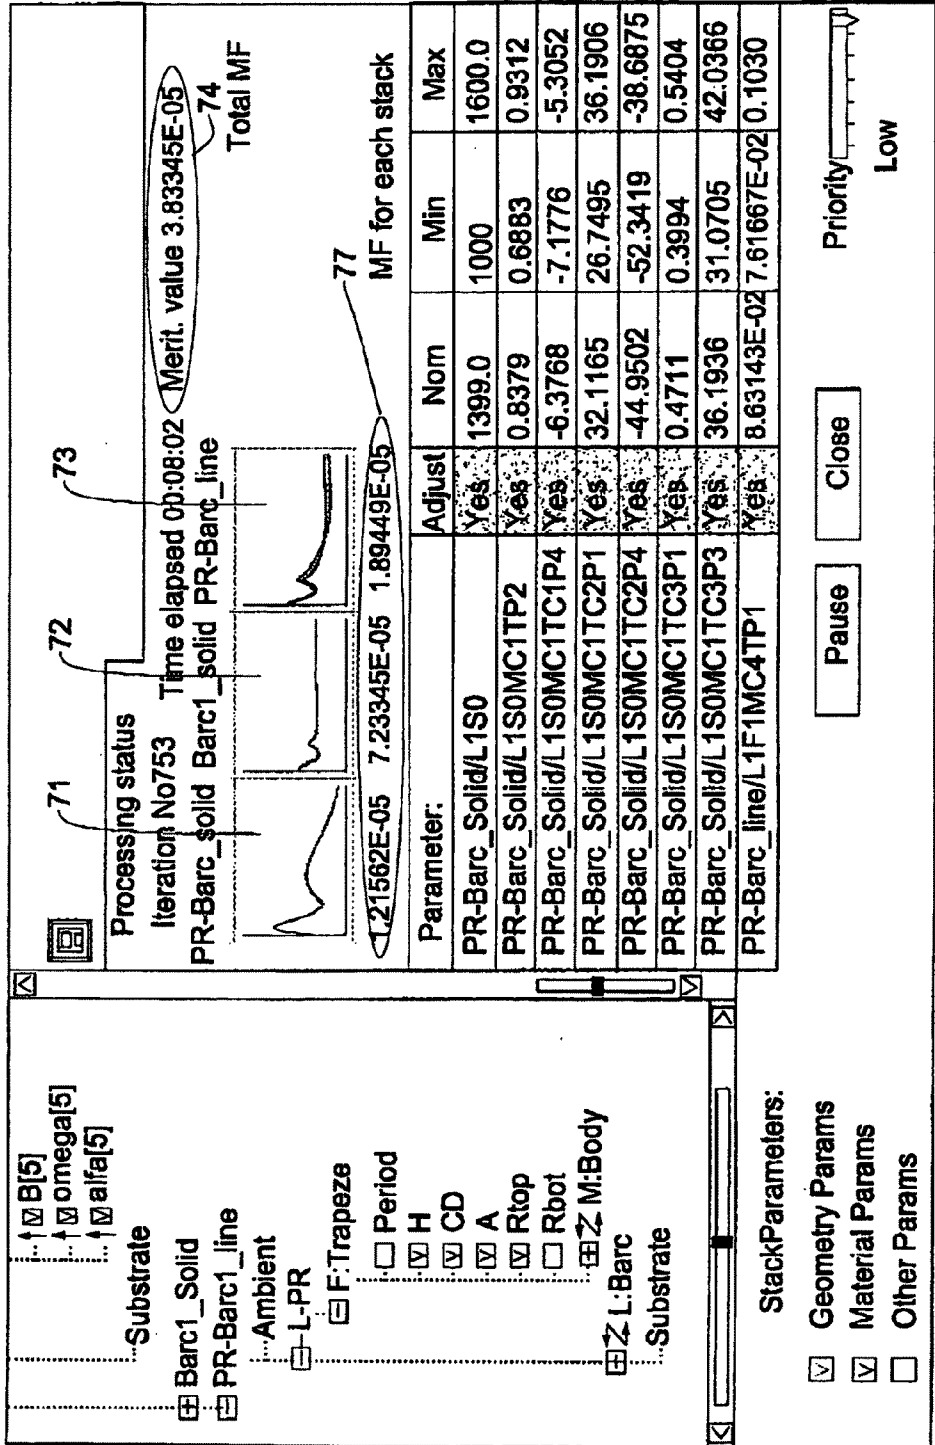 B[5]
omega[5]
alfa[5]
Substrate
Barc1_Solid
PR-Barc1_line
Ambient
L-PR
F:Trapeze
Period
H
CD
A
Rtop
Rbot
M:Body
L:Barc
Substrate
StackParameters:
Geometry Params
Material Params
Other Params
Processing status
Iteration No753 Time elapsed 00:08:02 Merit. value 3.83345E-05
74
Total MF
PR-Barc_solid Barc1_solid PR-Barc_line
71 72 73
1.21562E-05 7.23345E-05 1.89449E-05
77
MF for each stack
Parameter: Adjust Nom Min Max
PR-Barc_Solid/L1S0 Yes 1399.0 1000 1600.0
PR-Barc_Solid/L1S0MC1TP2 Yes 0.8379 0.6883 0.9312
PR-Barc_Solid/L1S0MC1TC1P4 Yes -6.3768 -7.1776 -5.3052
PR-Barc_Solid/L1S0MC1TC2P1 Yes 32.1165 26.7495 36.1906
PR-Barc_Solid/L1S0MC1TC2P4 Yes -44.9502 -52.3419 -38.6875
PR-Barc_Solid/L1S0MC1TC3P1 Yes 0.4711 0.3994 0.5404
PR-Barc_Solid/L1S0MC1TC3P3 Yes 36.1936 31.0705 42.0366
PR-Barc_line/L1F1MC4TP1 Yes 8.63143E-02 7.61667E-02 0.1030
Pause
Close
Priority
Low